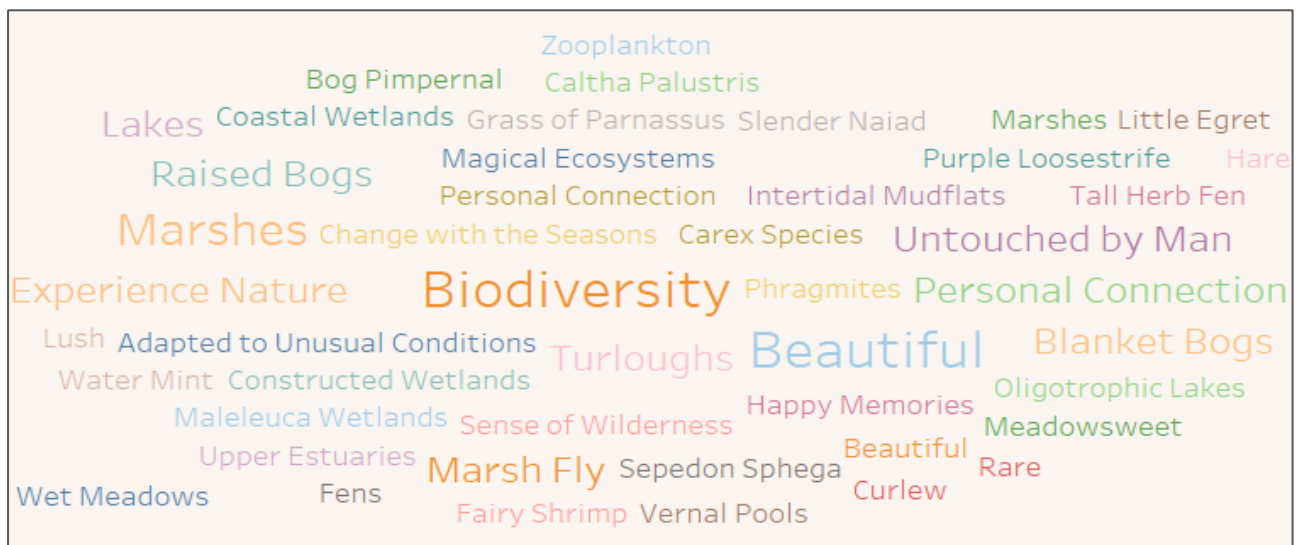 Zooplankton
Bog Pimpernal Caltha Palustris
Lakes Coastal Wetlands Grass of Parnassus Slender Naiad Marshes Little Egret
Raised Bogs Magical Ecosystems Purple Loosestrife Hare
Personal Connection Intertidal Mudflats Tall Herb Fen
Marshes Change with the Seasons Carex Species Untouched by Man
Experience Nature Biodiversity Phragmites Personal Connection
Lush Adapted to Unusual Conditions Turloughs Beautiful Blanket Bogs
Water Mint Constructed Wetlands Oligotrophic Lakes
Maleleuca Wetlands Sense of Wilderness Happy Memories Meadowsweet
Upper Estuaries Marsh Fly Sepedon Sphega Beautiful Rare
Wet Meadows Fens Curlew
Fairy Shrimp Vernal Pools